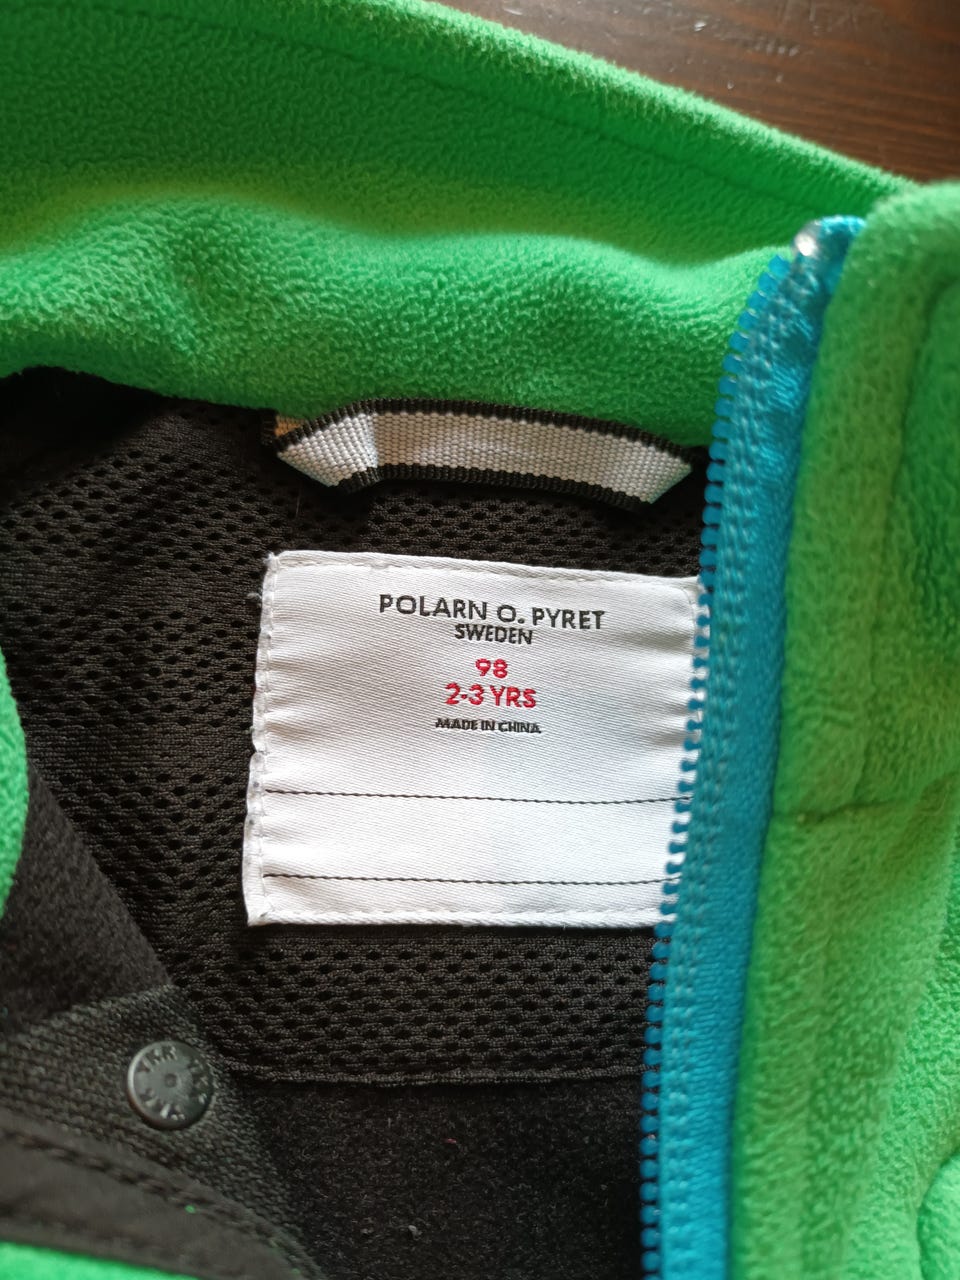 POLARN O. PYRET
SWEDEN
98
2-3 YRS
MADE IN CHINA